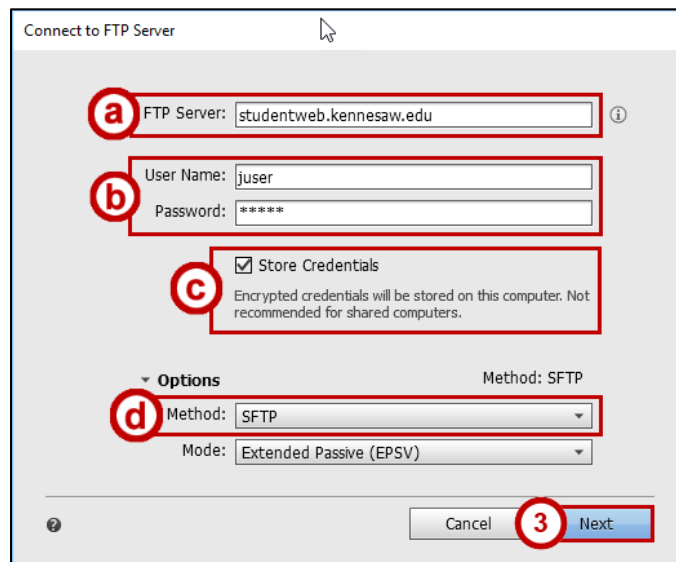 Connect to FTP Server
a FTP Server: studentweb.kennesaw.edu
User Name: juser
b
Password: *****
Store Credentials
c
Encrypted credentials will be stored on this computer. Not
recommended for shared computers.
Options Method: SFTP
d Method: SFTP
Mode: Extended Passive (EPSV)
? Cancel 3 Next